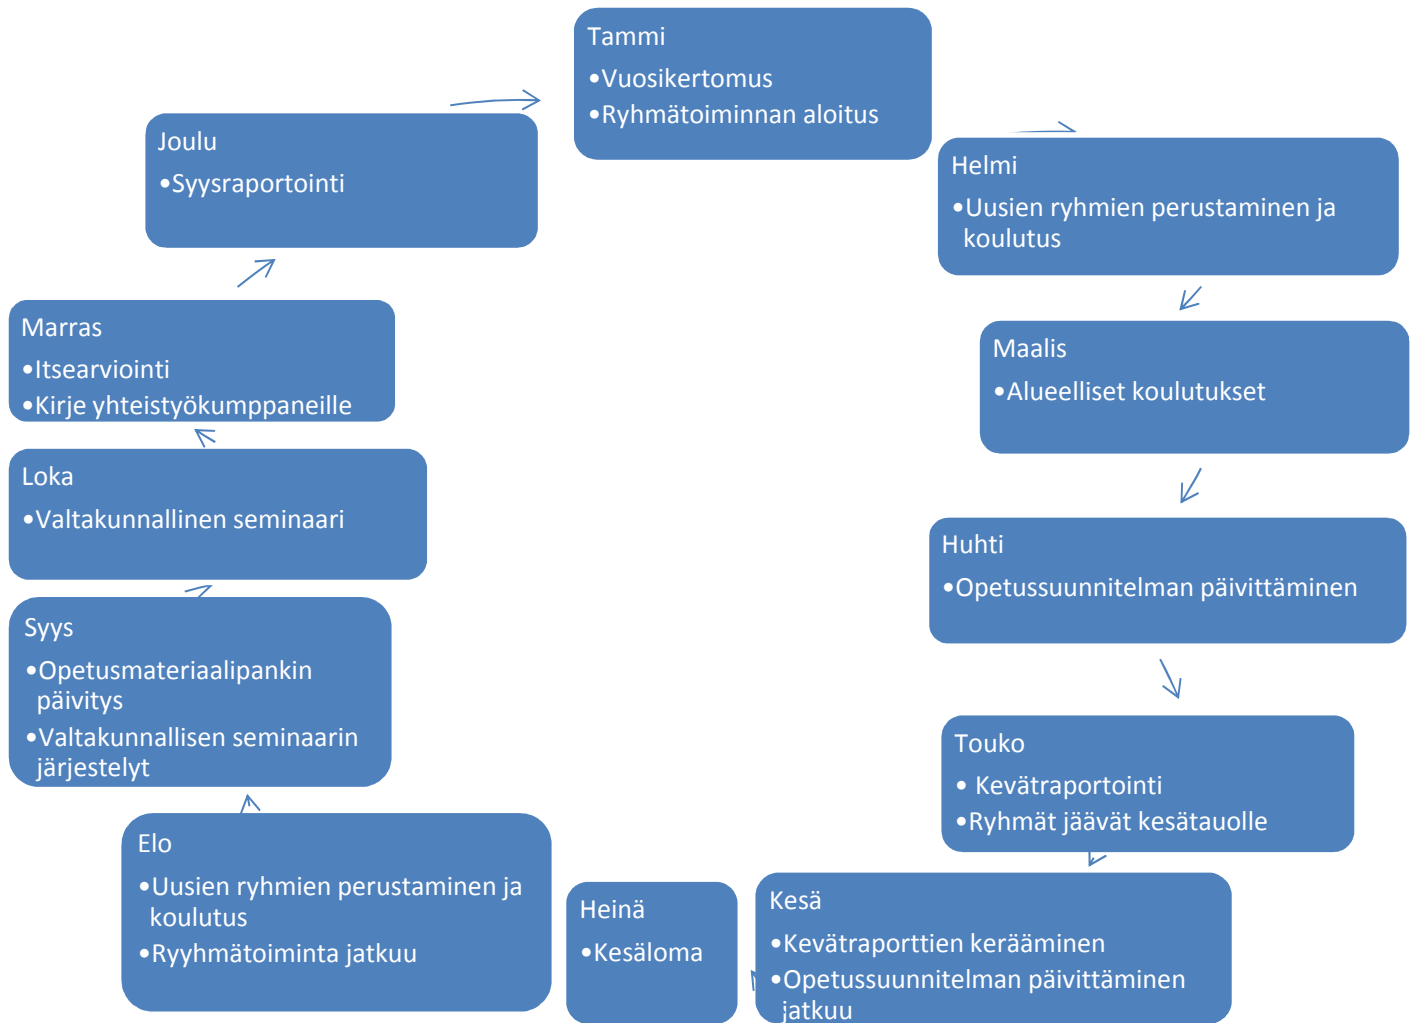 Tammi
•Vuosikertomus
•Ryhmätoiminnan aloitus
Helmi
•Uusien ryhmien perustaminen ja
koulutus
Maalis
•Alueelliset koulutukset
Huhti
•Opetussuunnitelman päivittäminen
Touko
• Kevätraportointi
•Ryhmät jäävät kesätauolle
Kesä
•Kevätraporttien kerääminen
•Opetussuunnitelman päivittäminen
jatkuu
Heinä
•Kesäloma
Elo
•Uusien ryhmien perustaminen ja
koulutus
•Ryyhmätoiminta jatkuu
Syys
•Opetusmateriaalipankin
päivitys
•Valtakunnallisen seminaarin
järjestelyt
Loka
•Valtakunnallinen seminaari
Marras
•Itsearviointi
•Kirje yhteistyökumppaneille
Joulu
•Syysraportointi